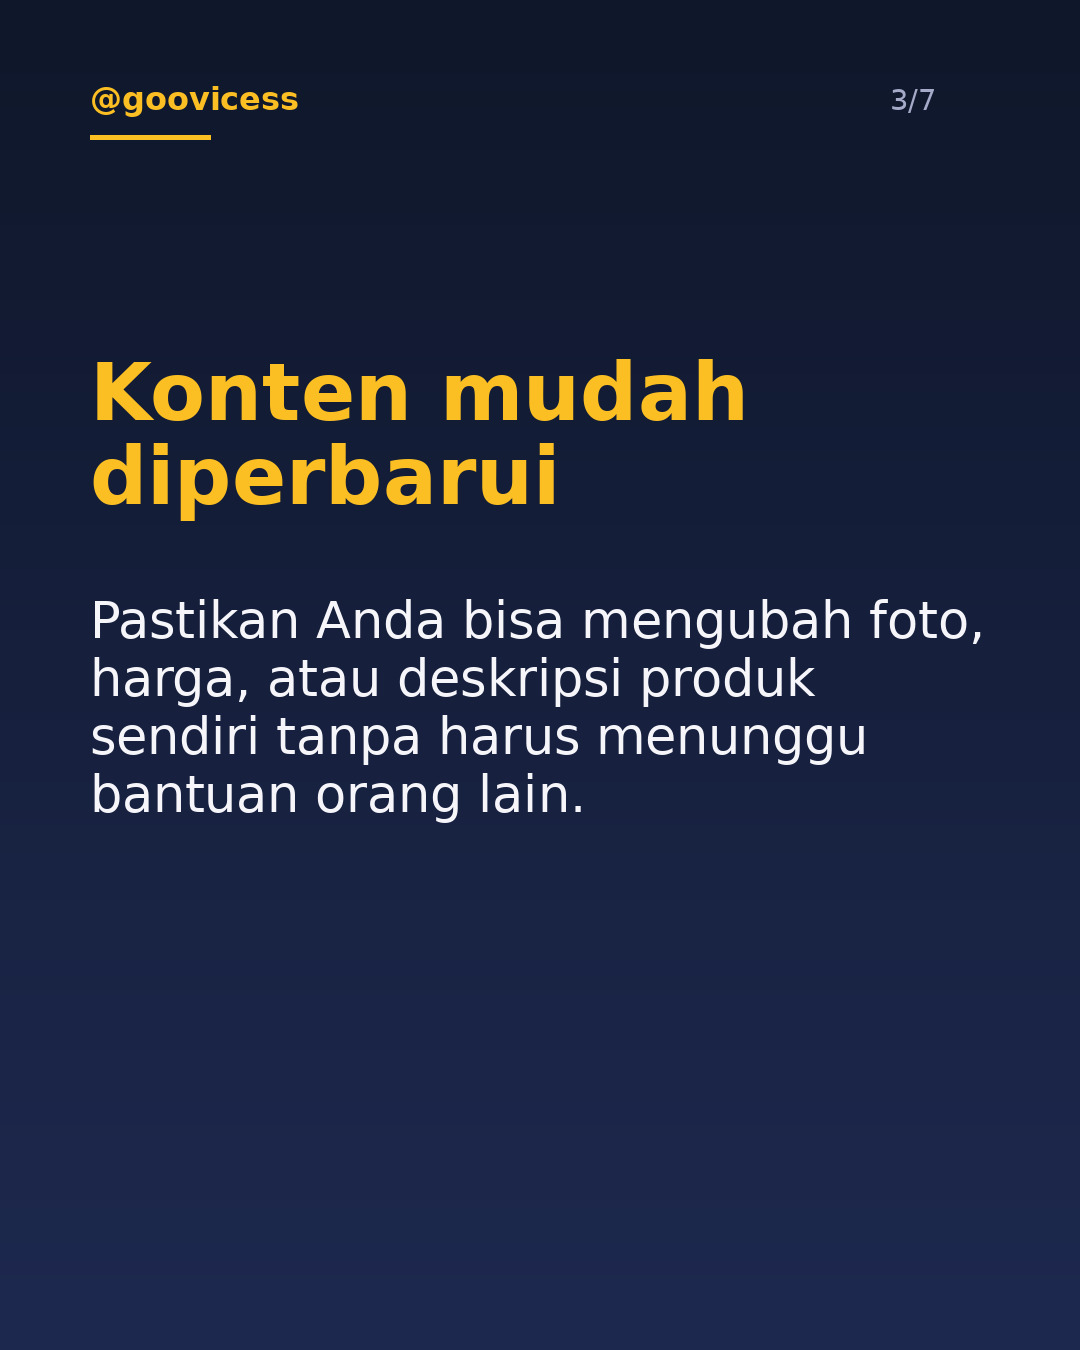 @goovicess
3/7
Konten mudah
diperbarui
Pastikan Anda bisa mengubah foto,
harga, atau deskripsi produk
sendiri tanpa harus menunggu
bantuan orang lain.